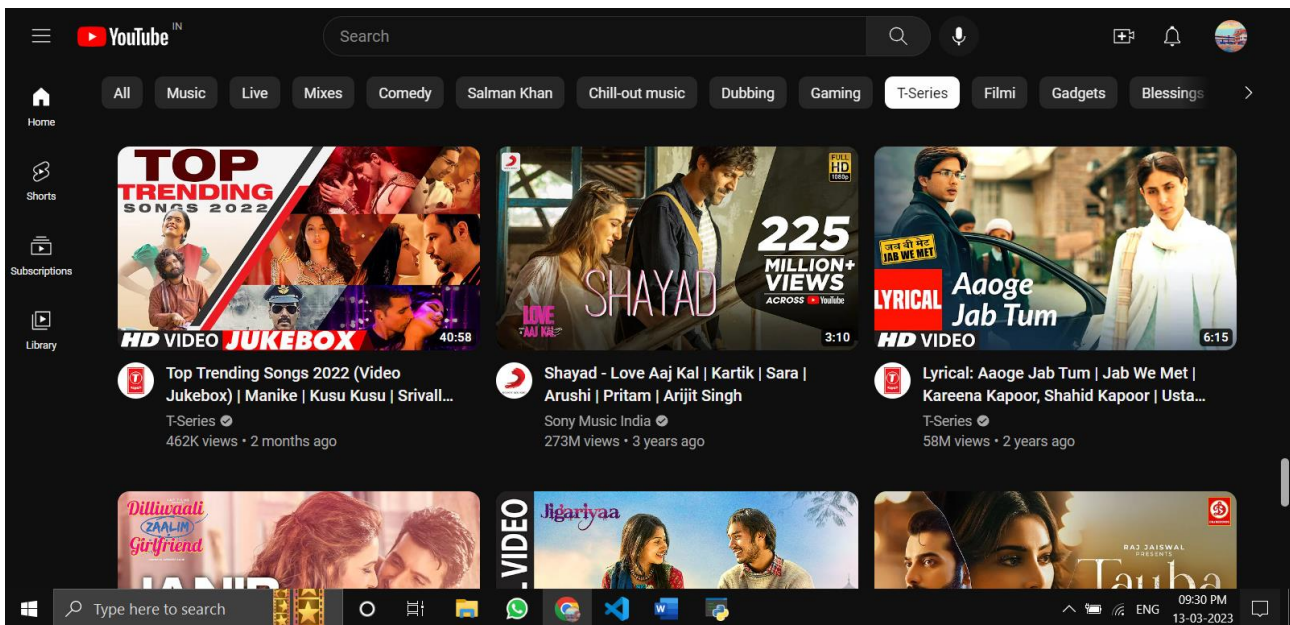 YouTube IN
Search
All Music Live Mixes Comedy Salman Khan Chill-out music Dubbing Gaming T-Series Filmi Gadgets Blessings
Home
Shorts
Subscriptions
Library
TOP
TRENDING
SONGS 2022
HD VIDEO JUKEBOX
40:58
FULL
HD
1080p
225
MILLION+
VIEWS
ACROSS YouTube
SHAYAD
LOVE
AAJ KAL
3:10
जब वी मेट
JAB WE MET
LYRICAL
Aaoge
Jab Tum
HD VIDEO
6:15
Top Trending Songs 2022 (Video
Jukebox) | Manike | Kusu Kusu | Srivall...
T-Series
462K views • 2 months ago
Shayad - Love Aaj Kal | Kartik | Sara |
Arushi | Pritam | Arijit Singh
Sony Music India
273M views • 3 years ago
Lyrical: Aaoge Jab Tum | Jab We Met |
Kareena Kapoor, Shahid Kapoor | Usta...
T-Series
58M views • 2 years ago
Dilliwaali
ZAALIM
Girlfriend
VIDEO
Jigariyaa
RAJ JAISWAL
PRESENTS
Tauba
Type here to search
ENG
09:30 PM
13-03-2023